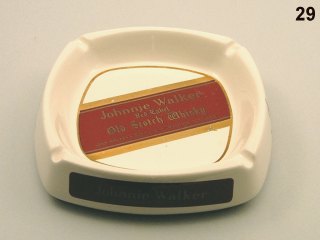 29
Johnnie Walker
Red Label
Old Scotch Whisky
Johnnie Walker